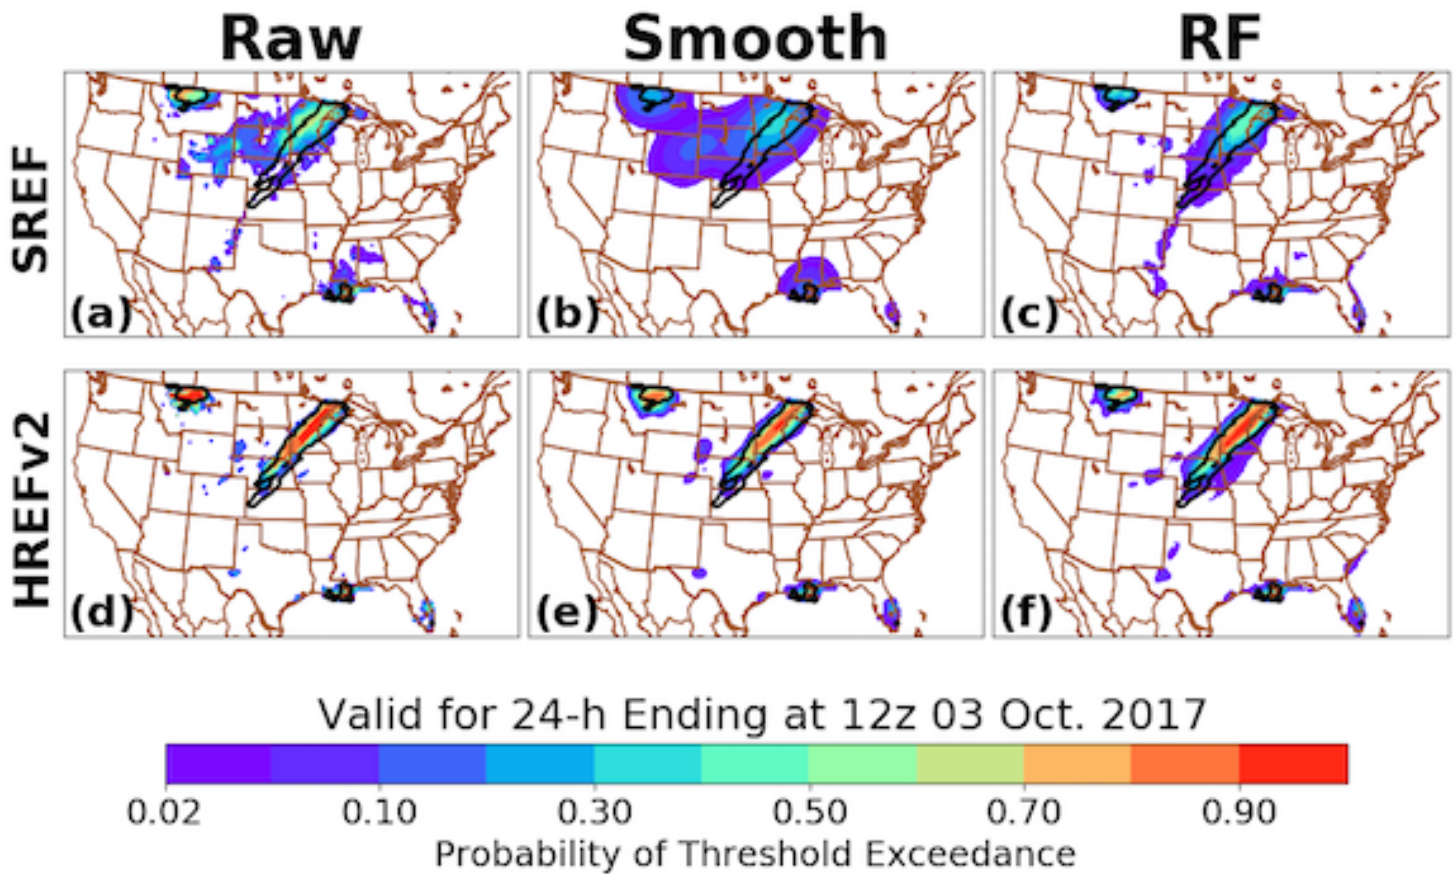 Raw Smooth RF
SREF
(a) (b) (c)
HREFv2
(d) (e) (f)
Valid for 24-h Ending at 12z 03 Oct. 2017
0.02 0.10 0.30 0.50 0.70 0.90
Probability of Threshold Exceedance